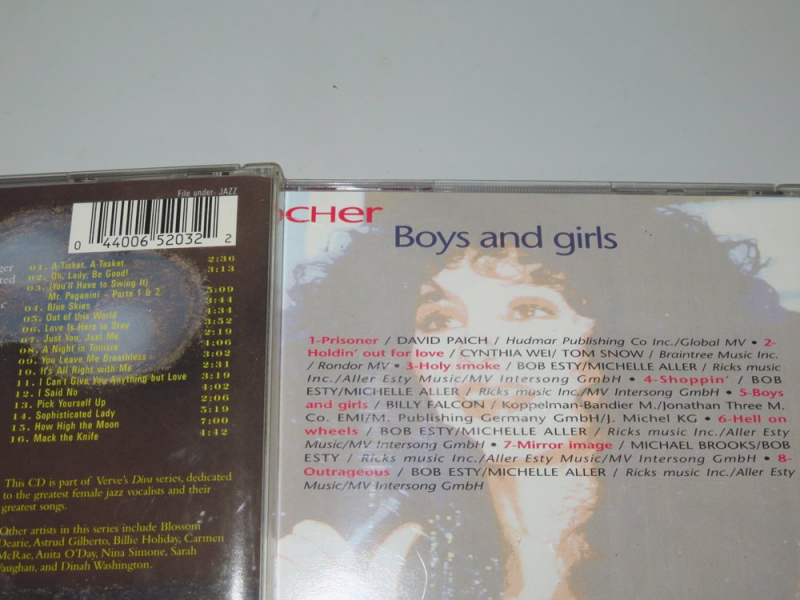 File under: JAZZ
0 44006 52032 2
ger
ted
c
01. A-Tisket, A-Tasket 2:36
02. Oh, Lady, Be Good! 3:13
03. (You'll Have to Swing It)
Mr. Paganini – Parts 1 & 2 5:09
04. Blue Skies 3:44
05. Out of this World 4:34
06. Love Is Here to Stay 3:52
07. Just You, Just Me 2:19
08. A Night in Tunisia 4:06
09. You Leave Me Breathless 3:02
10. It's All Right with Me 2:31
11. I Can't Give You Anything but Love 3:19
12. I Said No 4:02
13. Pick Yourself Up 2:06
14. Sophisticated Lady 5:19
15. How High the Moon 7:00
16. Mack the Knife 4:42
This CD is part of Verve's Diva series, dedicated
to the greatest female jazz vocalists and their
greatest songs.
Other artists in this series include Blossom
Dearie, Astrud Gilberto, Billie Holiday, Carmen
McRae, Anita O'Day, Nina Simone, Sarah
Vaughan, and Dinah Washington.
CHer
Boys and girls
1-Prisoner / DAVID PAICH / Hudmar Publishing Co Inc./Global MV • 2-
Holdin' out for love / CYNTHIA WEI/ TOM SNOW / Braintree Music Inc.
/ Rondor MV • 3-Holy smoke / BOB ESTY/MICHELLE ALLER / Ricks music
Inc./Aller Esty Music/MV Intersong GmbH • 4-Shoppin' / BOB
ESTY/MICHELLE ALLER / Ricks music Inc./MV Intersong GmbH • 5-Boys
and girls / BILLY FALCON / Koppelman-Bandier M./Jonathan Three M.
Co. EMI/M. Publishing Germany GmbH/J. Michel KG • 6-Hell on
wheels / BOB ESTY/MICHELLE ALLER / Ricks music Inc./Aller Esty
Music/MV Intersong GmbH • 7-Mirror image / MICHAEL BROOKS/BOB
ESTY / Ricks music Inc./Aller Esty Music/MV Intersong GmbH • 8-
Outrageous / BOB ESTY/MICHELLE ALLER / Ricks music Inc./Aller Esty
Music/MV Intersong GmbH